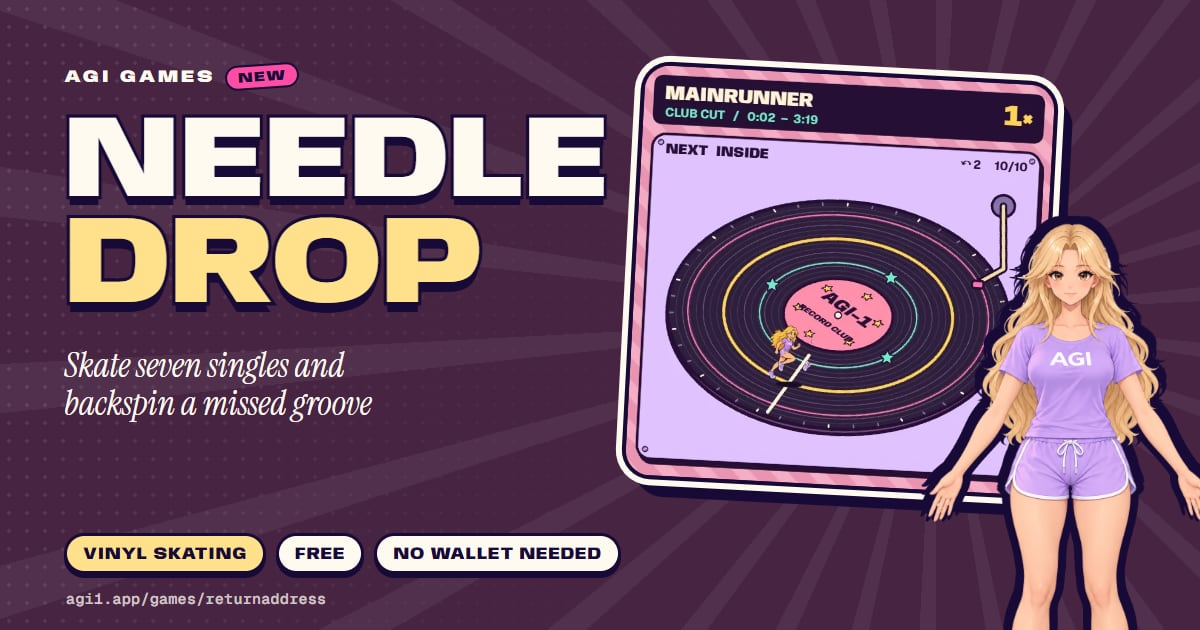 AGI GAMES NEW
NEEDLE
DROP
Skate seven singles and
backspin a missed groove
VINYL SKATING
FREE
NO WALLET NEEDED
agi1.app/games/returnaddress
MAINRUNNER
CLUB CUT / 0:02 – 3:19
1×
NEXT INSIDE
↶2 10/10
AGI-1
RECORD CLUB
AGI